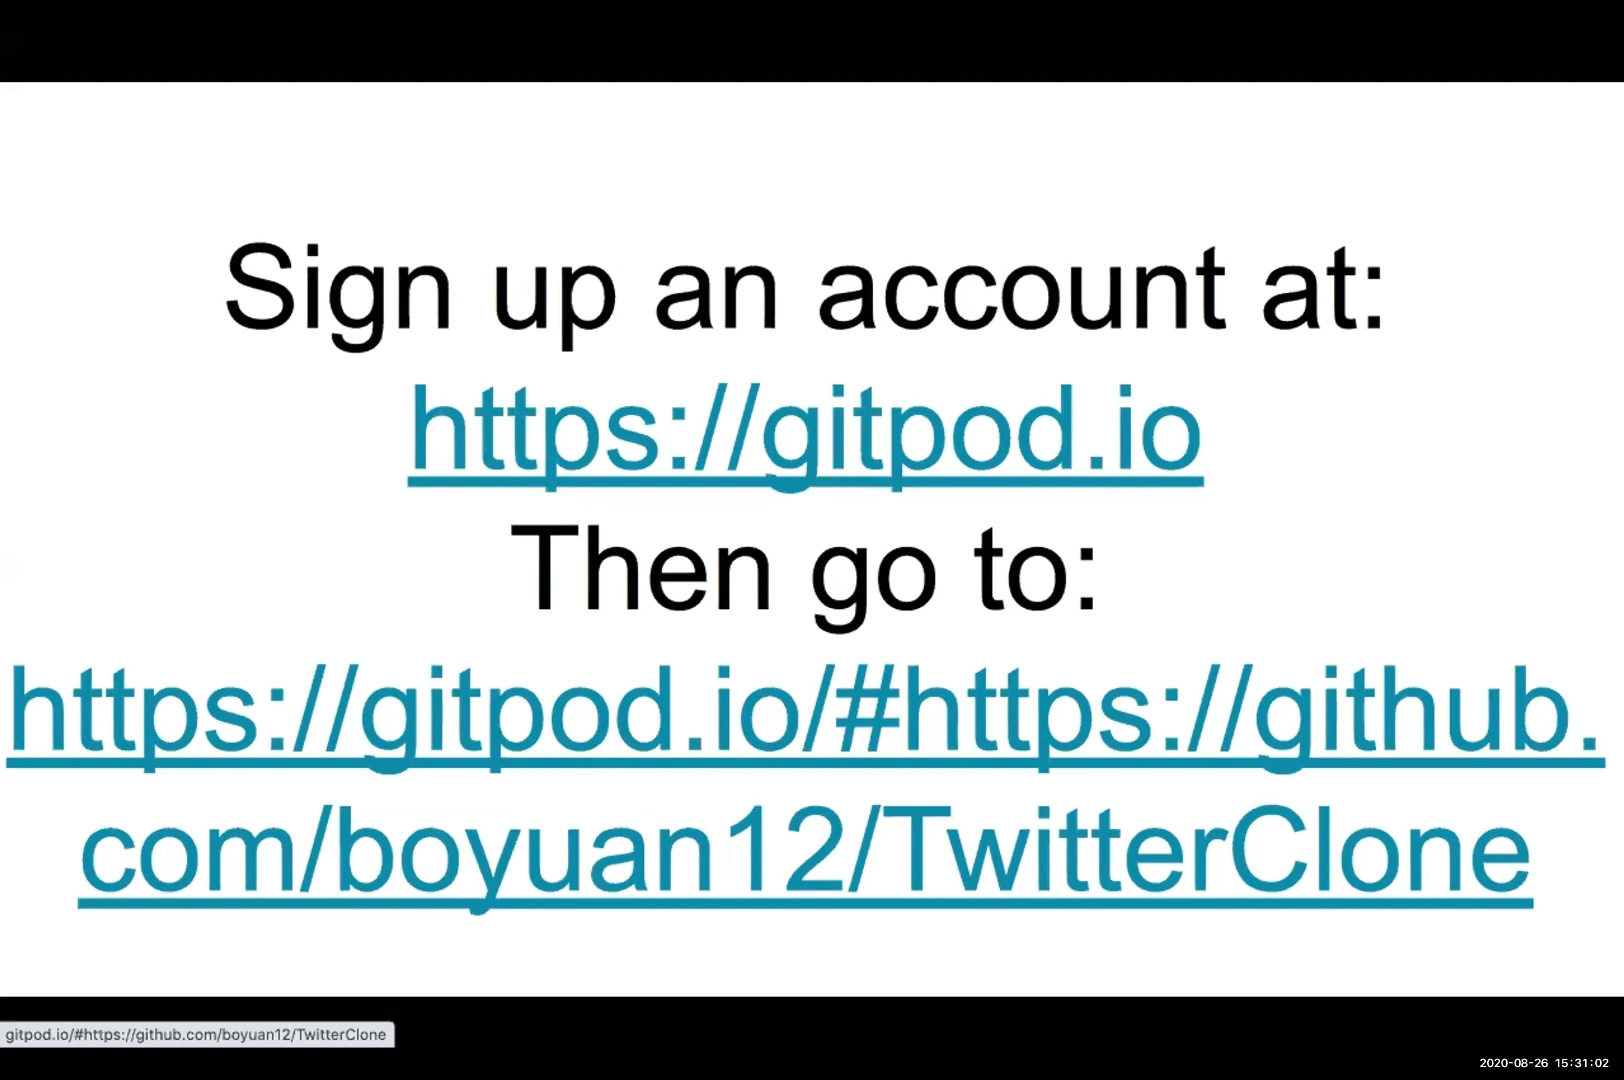 Sign up an account at:
https://gitpod.io
Then go to:
https://gitpod.io/#https://github.
com/boyuan12/TwitterClone
gitpod.io/#https://github.com/boyuan12/TwitterClone
2020-08-26 15:31:02